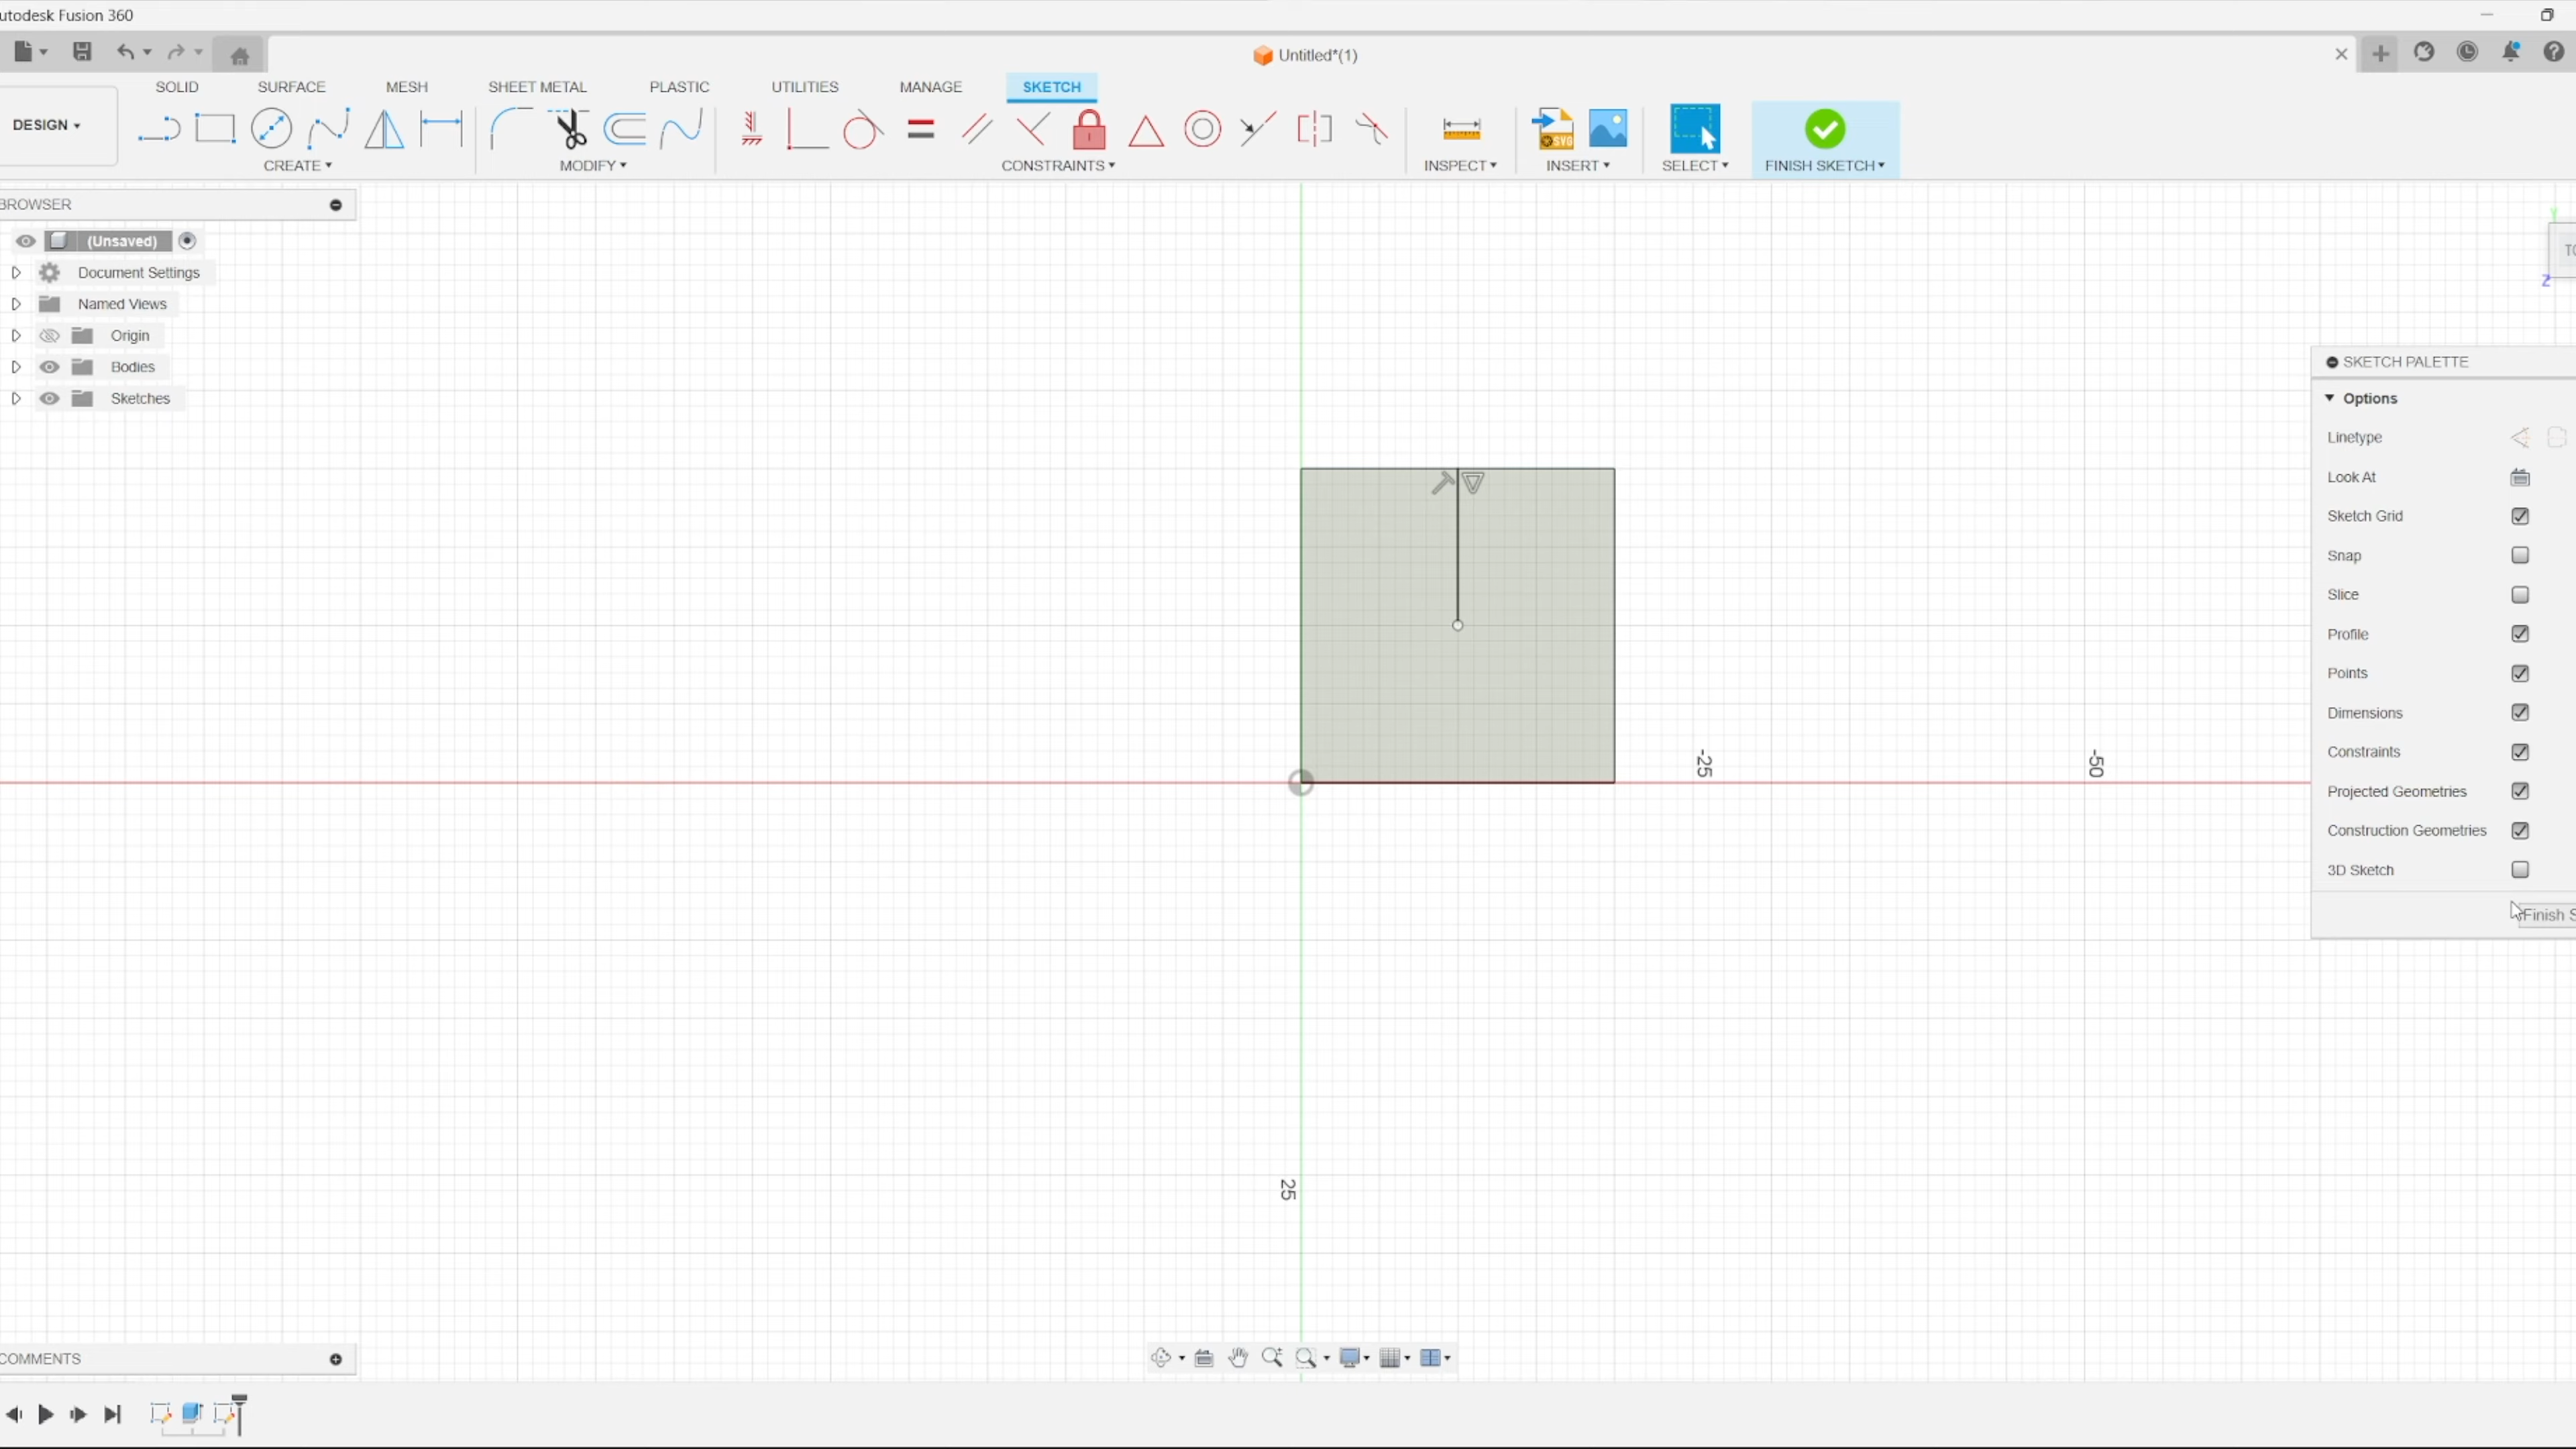 utodesk Fusion 360
Untitled*(1)
SOLID SURFACE MESH SHEET METAL PLASTIC UTILITIES MANAGE SKETCH
DESIGN
SVG
CREATE MODIFY CONSTRAINTS INSPECT INSERT SELECT FINISH SKETCH
BROWSER
(Unsaved)
Document Settings
Named Views
Origin
Bodies
Sketches
Y
TO
Z
SKETCH PALETTE
Options
Linetype
Look At
Sketch Grid
Snap
Slice
Profile
Points
Dimensions
Constraints
Projected Geometries
Construction Geometries
3D Sketch
Finish S
-25
-50
25
COMMENTS